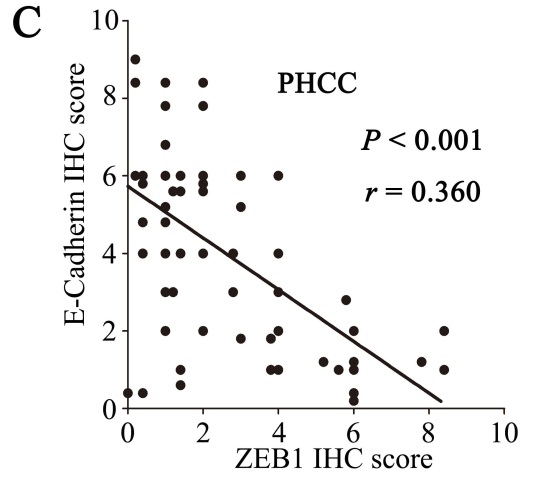 C
PHCC
P < 0.001
r = 0.360
E-Cadherin IHC score
10
8
6
4
2
0
0 2 4 6 8 10
ZEB1 IHC score